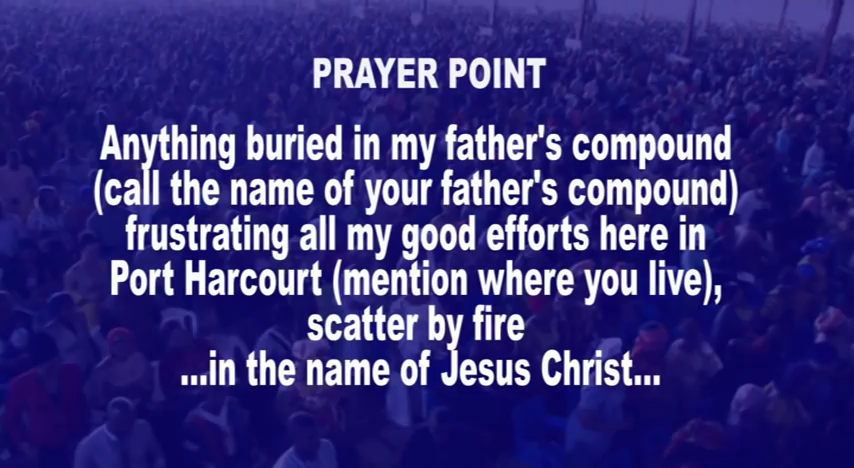 PRAYER POINT
Anything buried in my father's compound
(call the name of your father's compound)
frustrating all my good efforts here in
Port Harcourt (mention where you live),
scatter by fire
...in the name of Jesus Christ...